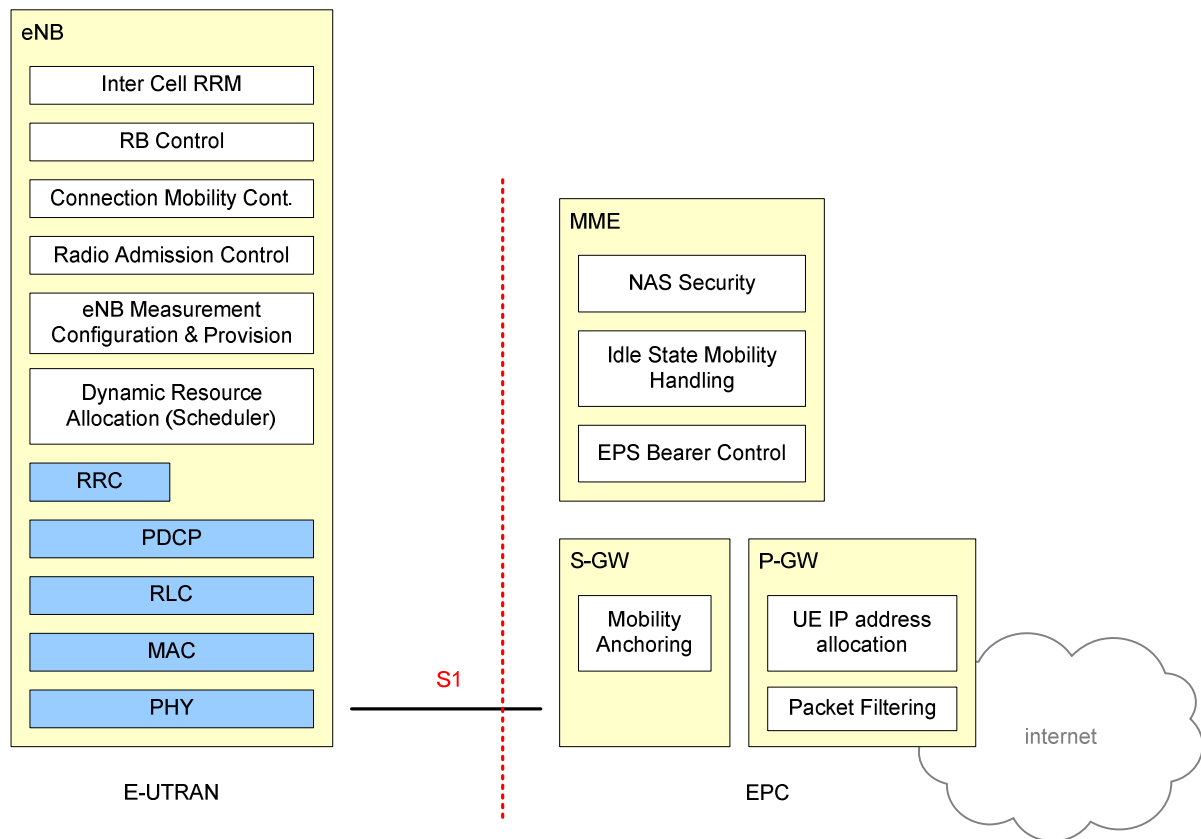 eNB
Inter Cell RRM
RB Control
Connection Mobility Cont.
Radio Admission Control
eNB Measurement
Configuration & Provision
Dynamic Resource
Allocation (Scheduler)
RRC
PDCP
RLC
MAC
PHY
E-UTRAN
S1
MME
NAS Security
Idle State Mobility
Handling
EPS Bearer Control
S-GW
Mobility
Anchoring
P-GW
UE IP address
allocation
Packet Filtering
internet
EPC